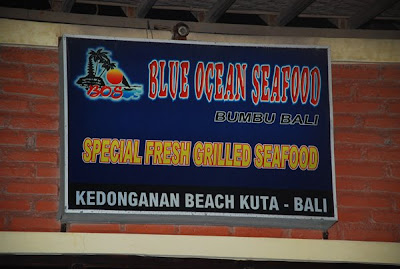 BOS
BLUE OCEAN SEAFOOD
BUMBU BALI
SPECIAL FRESH GRILLED SEAFOOD
KEDONGANAN BEACH KUTA - BALI